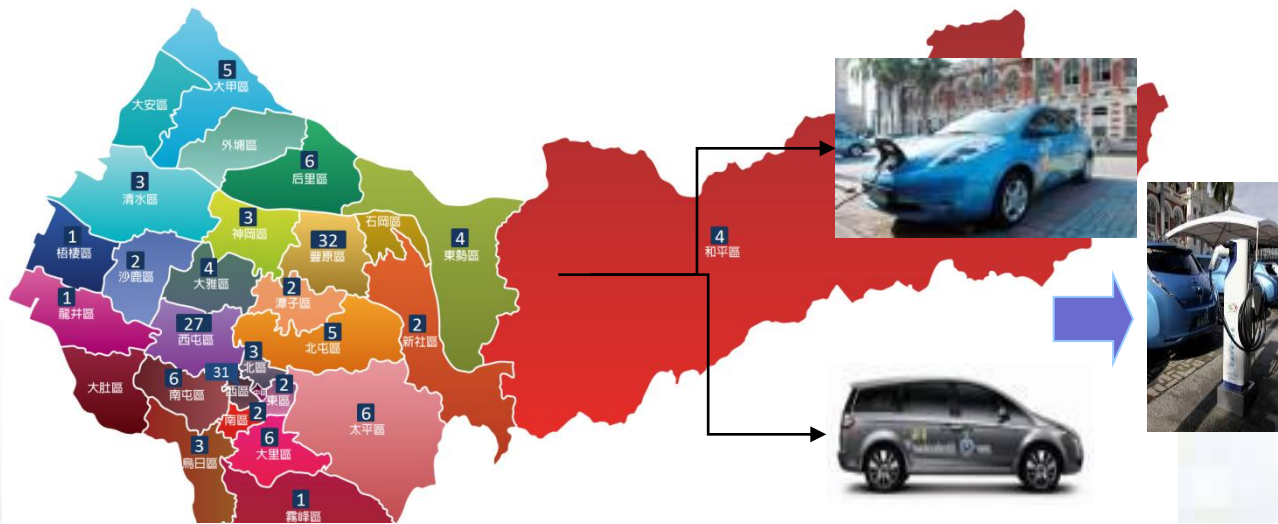 5
大甲區
大安區
外埔區
6
后里區
3
清水區
3
神岡區
石岡區
32
豐原區
4
東勢區
4
和平區
1
梧棲區
2
沙鹿區
4
大雅區
2
潭子區
1
龍井區
27
西屯區
5
北屯區
2
新社區
3
北區
31
西區
2
東區
大肚區
6
南屯區
2
南區
6
太平區
6
大里區
3
烏日區
1
霧峰區